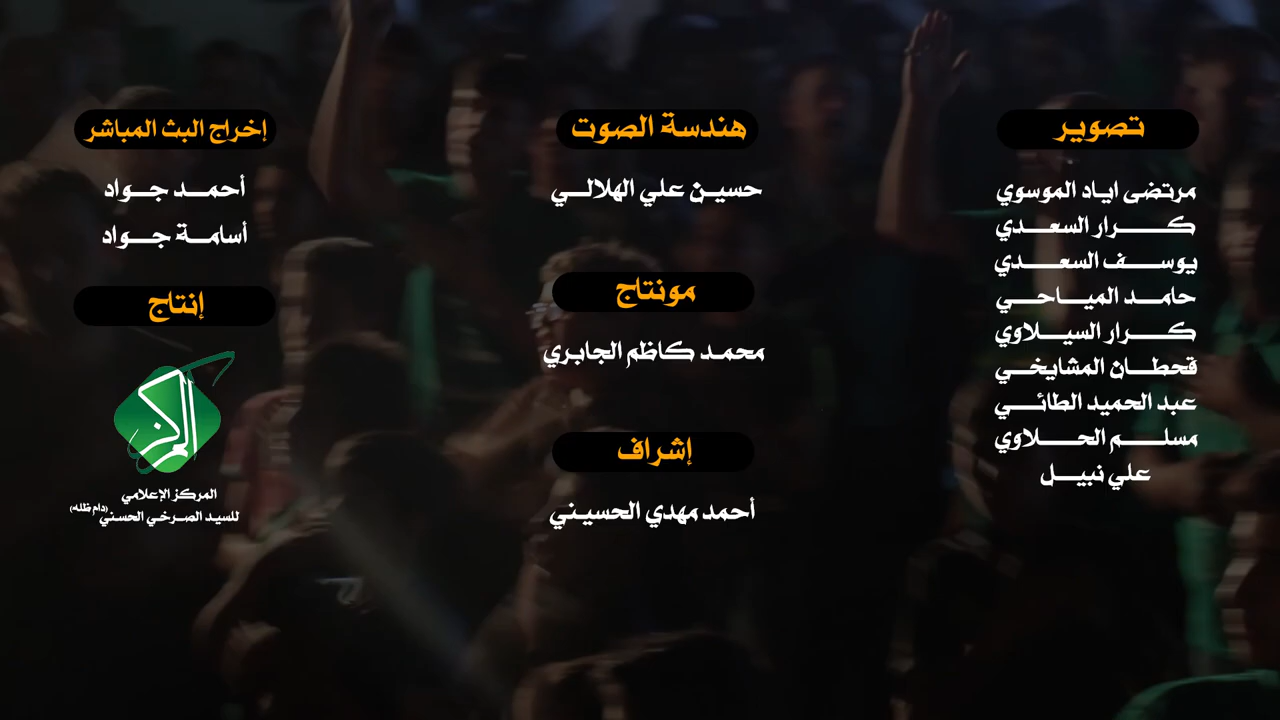 تصوير
مرتضى اياد الموسوي
كرار السعدي
يوسف السعدي
حامد المياحي
كرار السيلاوي
قحطان المشايخي
عبد الحميد الطائي
مسلم الحلاوي
علي نبيل
هندسة الصوت
حسين علي الهلالي
مونتاج
محمد كاظم الجابري
إشراف
أحمد مهدي الحسيني
إخراج البث المباشر
أحمد جواد
أسامة جواد
إنتاج
المركز
المركز الإعلامي
للسيد الصرخي الحسني (دام ظله)